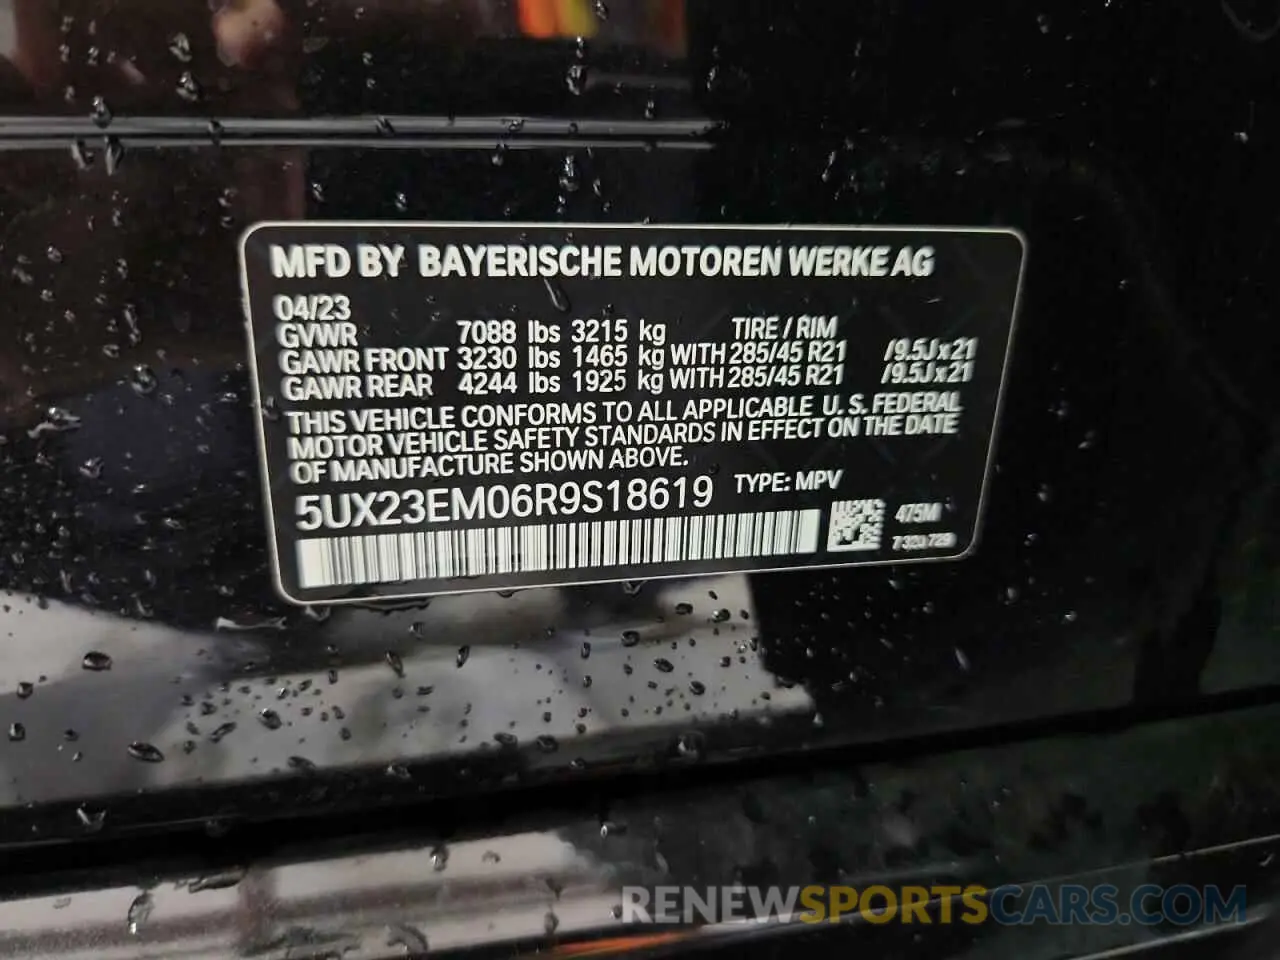 MFD BY BAYERISCHE MOTOREN WERKE AG
04/23
GVWR 7088 lbs 3215 kg TIRE / RIM
GAWR FRONT 3230 lbs 1465 kg WITH 285/45 R21 /9.5J x 21
GAWR REAR 4244 lbs 1925 kg WITH 285/45 R21 /9.5J x 21
THIS VEHICLE CONFORMS TO ALL APPLICABLE U. S. FEDERAL
MOTOR VEHICLE SAFETY STANDARDS IN EFFECT ON THE DATE
OF MANUFACTURE SHOWN ABOVE.
5UX23EM06R9S18619 TYPE: MPV
475M
7 320 729
RENEWSPORTSCARS.COM